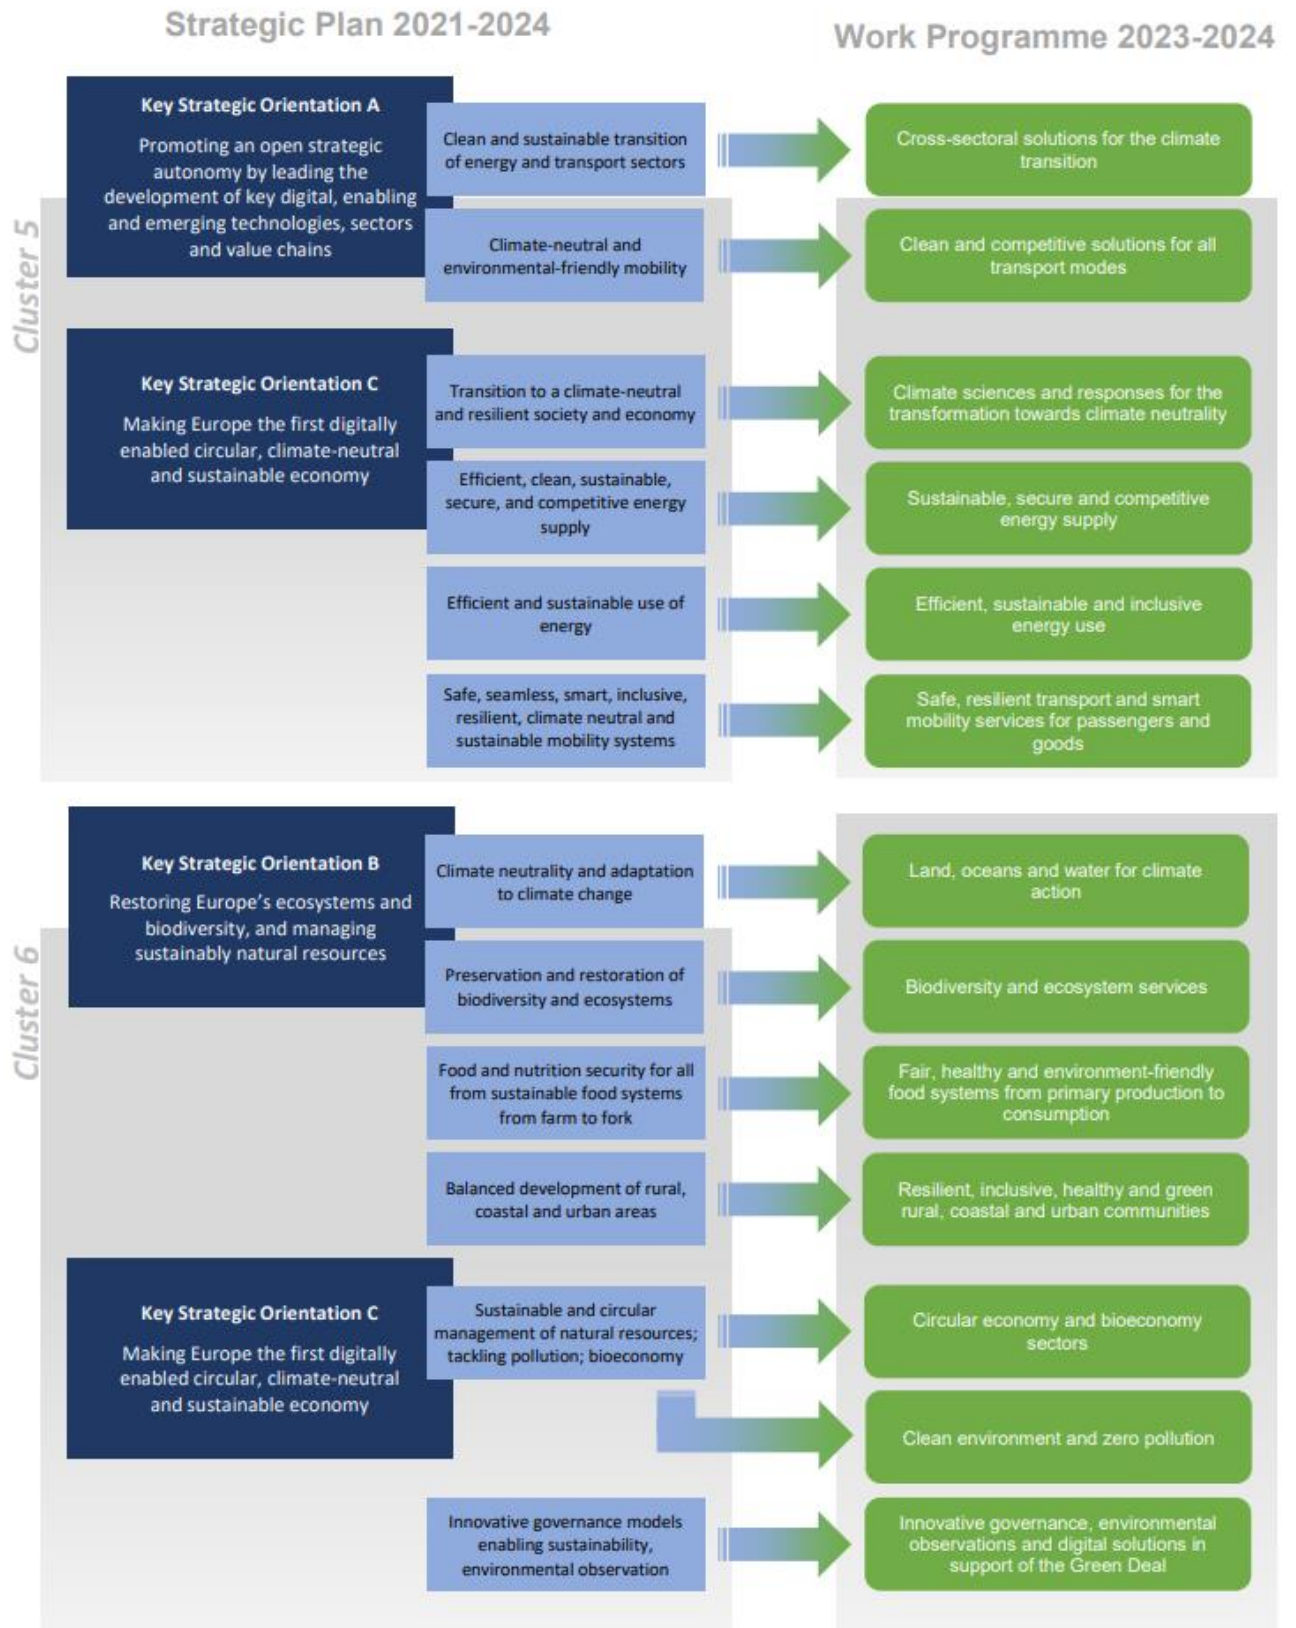 Strategic Plan 2021-2024
Work Programme 2023-2024
Cluster 5
Key Strategic Orientation A
Promoting an open strategic
autonomy by leading the
development of key digital, enabling
and emerging technologies, sectors
and value chains
Clean and sustainable transition
of energy and transport sectors
Cross-sectoral solutions for the climate
transition
Climate-neutral and
environmental-friendly mobility
Clean and competitive solutions for all
transport modes
Key Strategic Orientation C
Making Europe the first digitally
enabled circular, climate-neutral
and sustainable economy
Transition to a climate-neutral
and resilient society and economy
Climate sciences and responses for the
transformation towards climate neutrality
Efficient, clean, sustainable,
secure, and competitive energy
supply
Sustainable, secure and competitive
energy supply
Efficient and sustainable use of
energy
Efficient, sustainable and inclusive
energy use
Safe, seamless, smart, inclusive,
resilient, climate neutral and
sustainable mobility systems
Safe, resilient transport and smart
mobility services for passengers and
goods
Cluster 6
Key Strategic Orientation B
Restoring Europe's ecosystems and
biodiversity, and managing
sustainably natural resources
Climate neutrality and adaptation
to climate change
Land, oceans and water for climate
action
Preservation and restoration of
biodiversity and ecosystems
Biodiversity and ecosystem services
Food and nutrition security for all
from sustainable food systems
from farm to fork
Fair, healthy and environment-friendly
food systems from primary production to
consumption
Balanced development of rural,
coastal and urban areas
Resilient, inclusive, healthy and green
rural, coastal and urban communities
Key Strategic Orientation C
Making Europe the first digitally
enabled circular, climate-neutral
and sustainable economy
Sustainable and circular
management of natural resources;
tackling pollution; bioeconomy
Circular economy and bioeconomy
sectors
Clean environment and zero pollution
Innovative governance models
enabling sustainability,
environmental observation
Innovative governance, environmental
observations and digital solutions in
support of the Green Deal